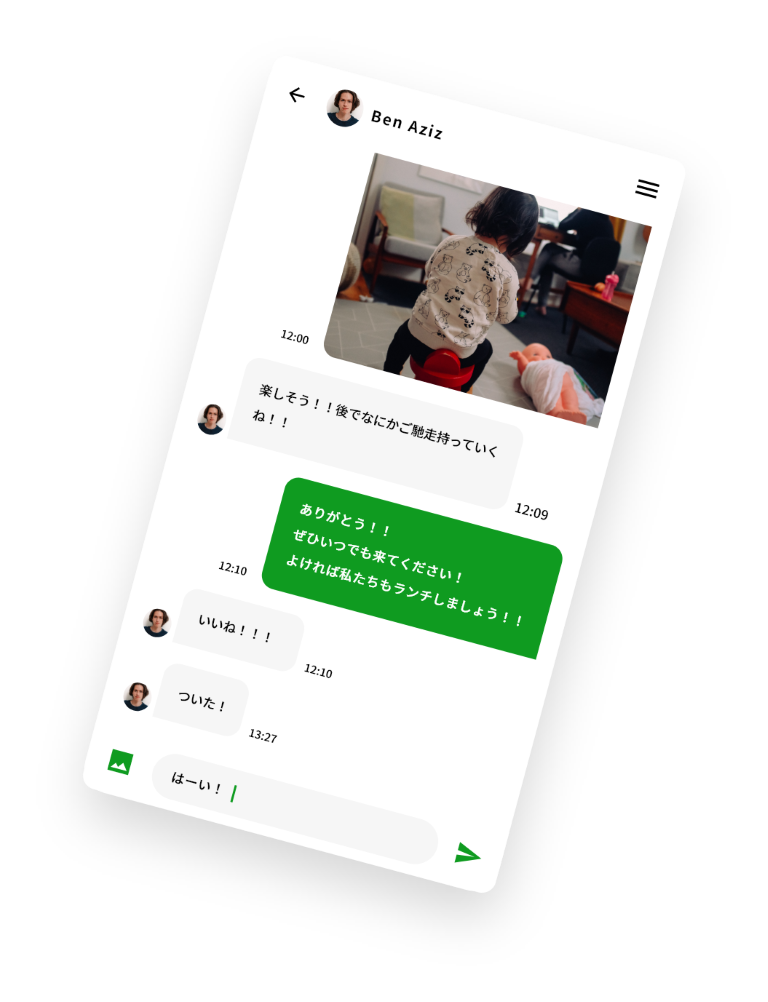 Ben Aziz
12:00
楽しそう！！後でなにかご馳走持っていく
ね！！
12:09
ありがとう！！
ぜひいつでも来てください！
よければ私たちもランチしましょう！！
12:10
いいね！！！
12:10
ついた！
13:27
はーい！